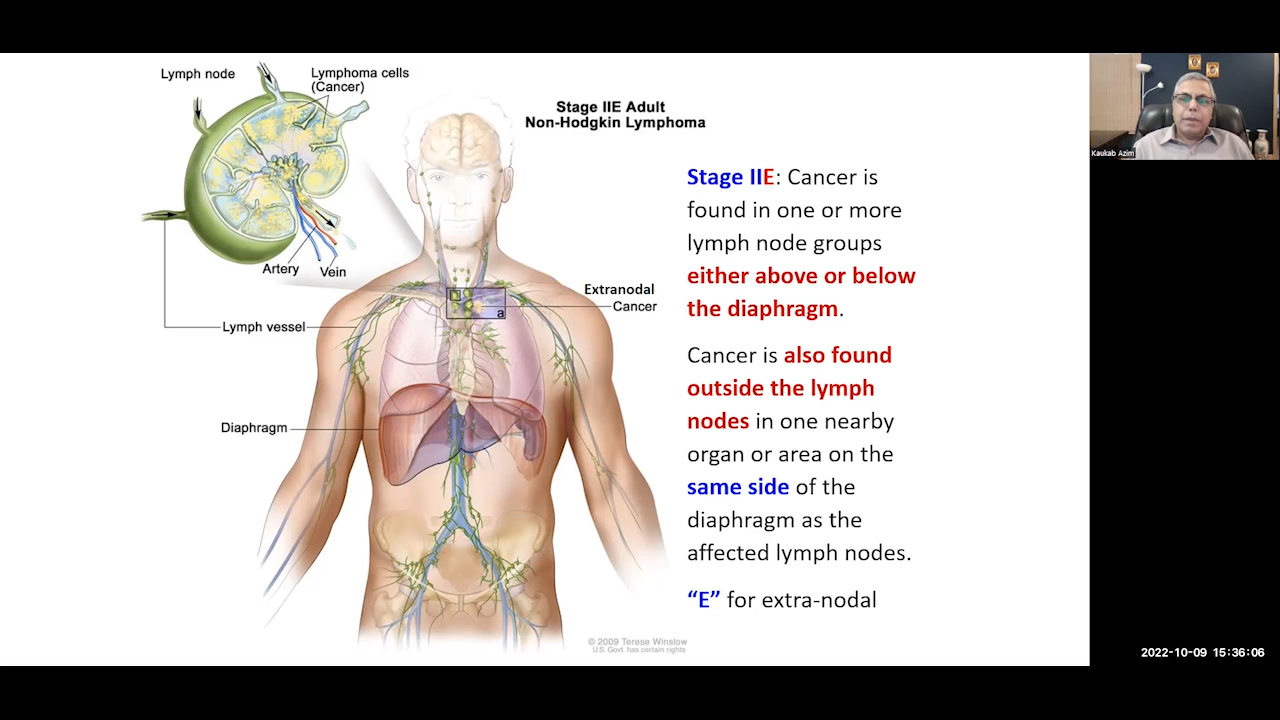 Lymph node
Lymphoma cells
(Cancer)
Stage IIE Adult
Non-Hodgkin Lymphoma
Artery
Vein
Extranodal
Cancer
a
Lymph vessel
Diaphragm
© 2009 Terese Winslow
U.S. Govt. has certain rights
Stage IIE: Cancer is
found in one or more
lymph node groups
either above or below
the diaphragm.
Cancer is also found
outside the lymph
nodes in one nearby
organ or area on the
same side of the
diaphragm as the
affected lymph nodes.
“E” for extra-nodal
Kaukab Azim
2022-10-09 15:36:06